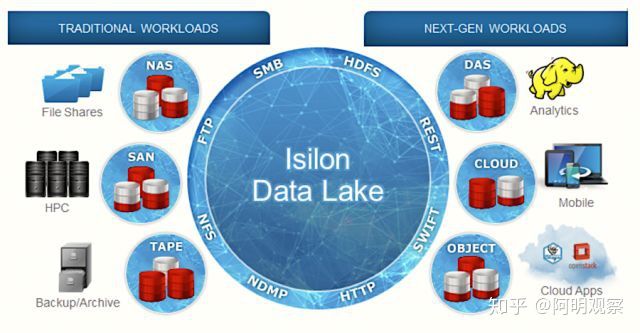 TRADITIONAL WORKLOADS
NEXT-GEN WORKLOADS
NAS
File Shares
SAN
HPC
TAPE
Backup/Archive
SMB
HDFS
FTP
REST
Isilon
Data Lake
NFS
SWIFT
NDMP
HTTP
DAS
Analytics
CLOUD
Mobile
OBJECT
openstack
Cloud Apps
知乎 @阿明观察